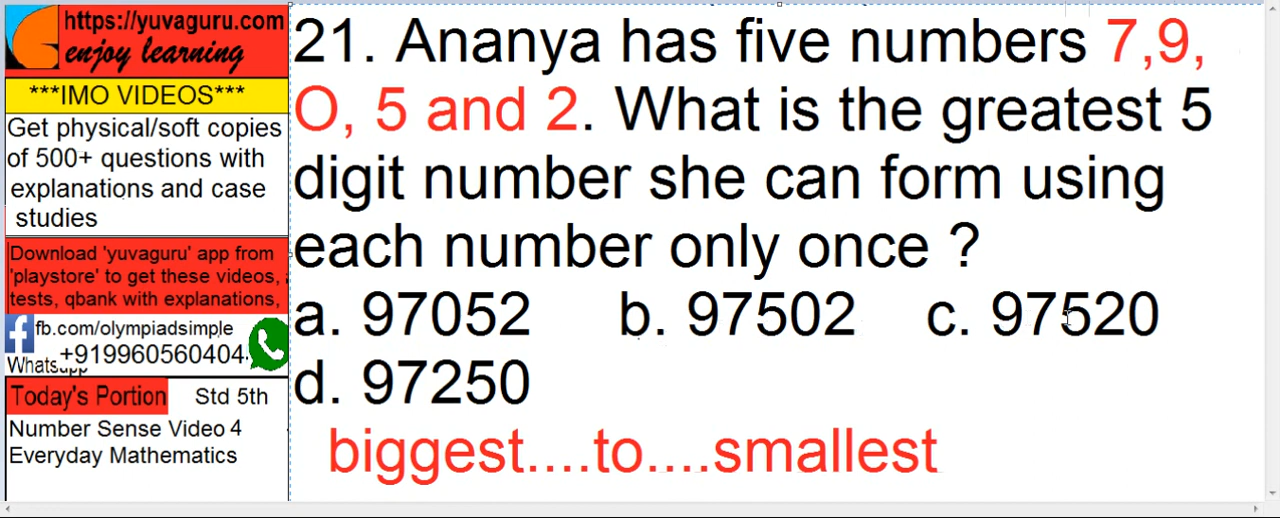 https://yuvaguru.com
enjoy learning
***IMO VIDEOS***
Get physical/soft copies
of 500+ questions with
explanations and case
studies
Download 'yuvaguru' app from
'playstore' to get these videos,
tests, qbank with explanations,
fb.com/olympiadsimple
+919960560404.
Whatsupp
Today's Portion Std 5th
Number Sense Video 4
Everyday Mathematics
21. Ananya has five numbers 7,9,
O, 5 and 2. What is the greatest 5
digit number she can form using
each number only once ?
a. 97052 b. 97502 c. 97520
d. 97250
biggest....to....smallest